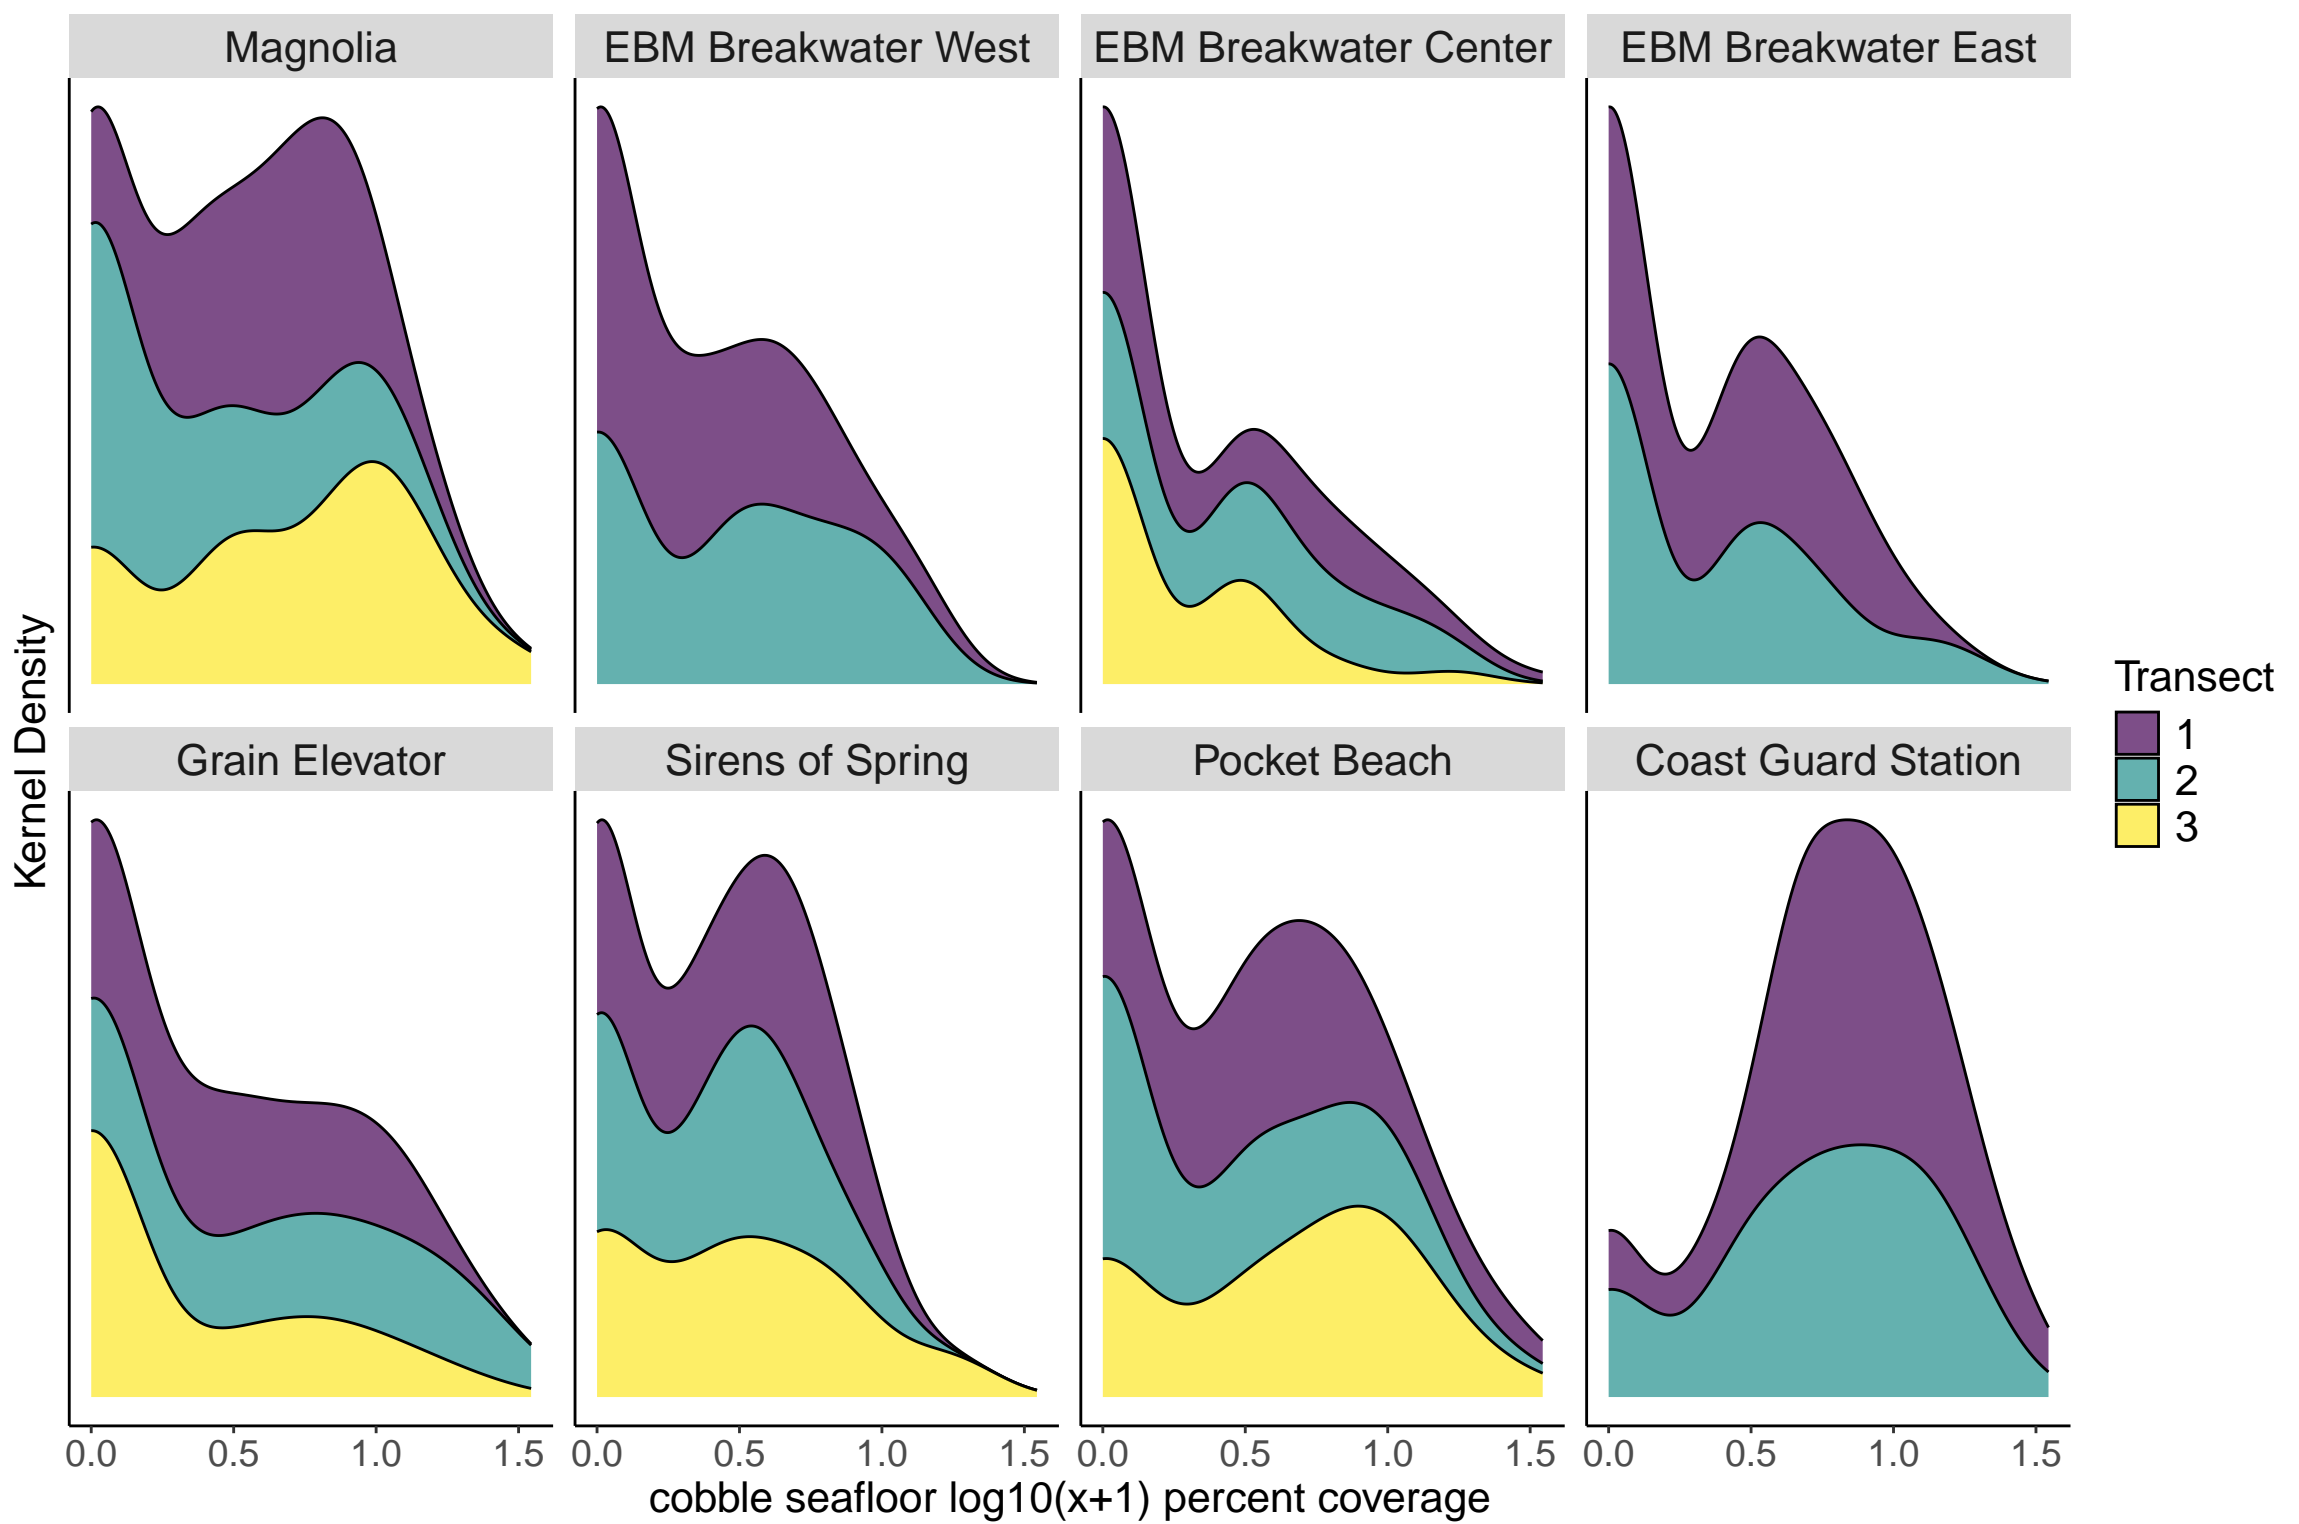 Magnolia
EBM Breakwater West
EBM Breakwater Center
EBM Breakwater East
Kernel Density
Grain Elevator
Sirens of Spring
Pocket Beach
Coast Guard Station
0.0 0.5 1.0 1.5
0.0 0.5 1.0 1.5
0.0 0.5 1.0 1.5
0.0 0.5 1.0 1.5
cobble seafloor log10(x+1) percent coverage
Transect
1
2
3